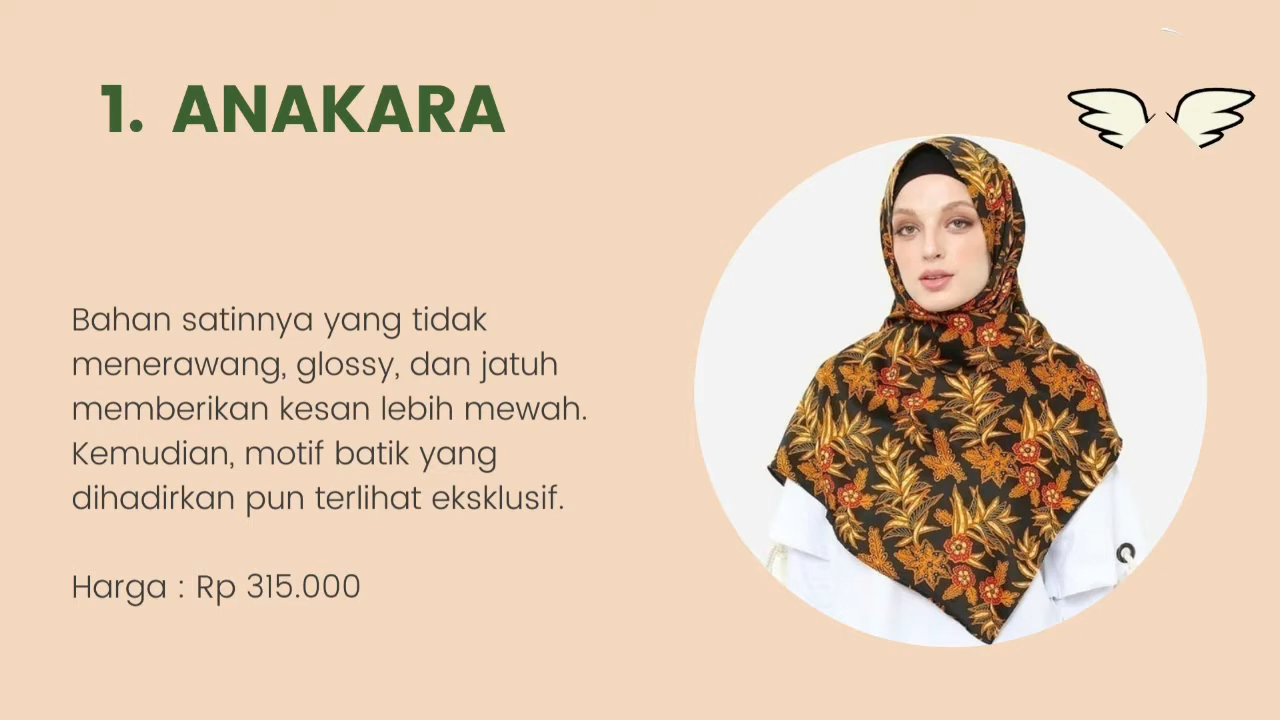 1. ANAKARA
Bahan satinnya yang tidak
menerawang, glossy, dan jatuh
memberikan kesan lebih mewah.
Kemudian, motif batik yang
dihadirkan pun terlihat eksklusif.
Harga : Rp 315.000